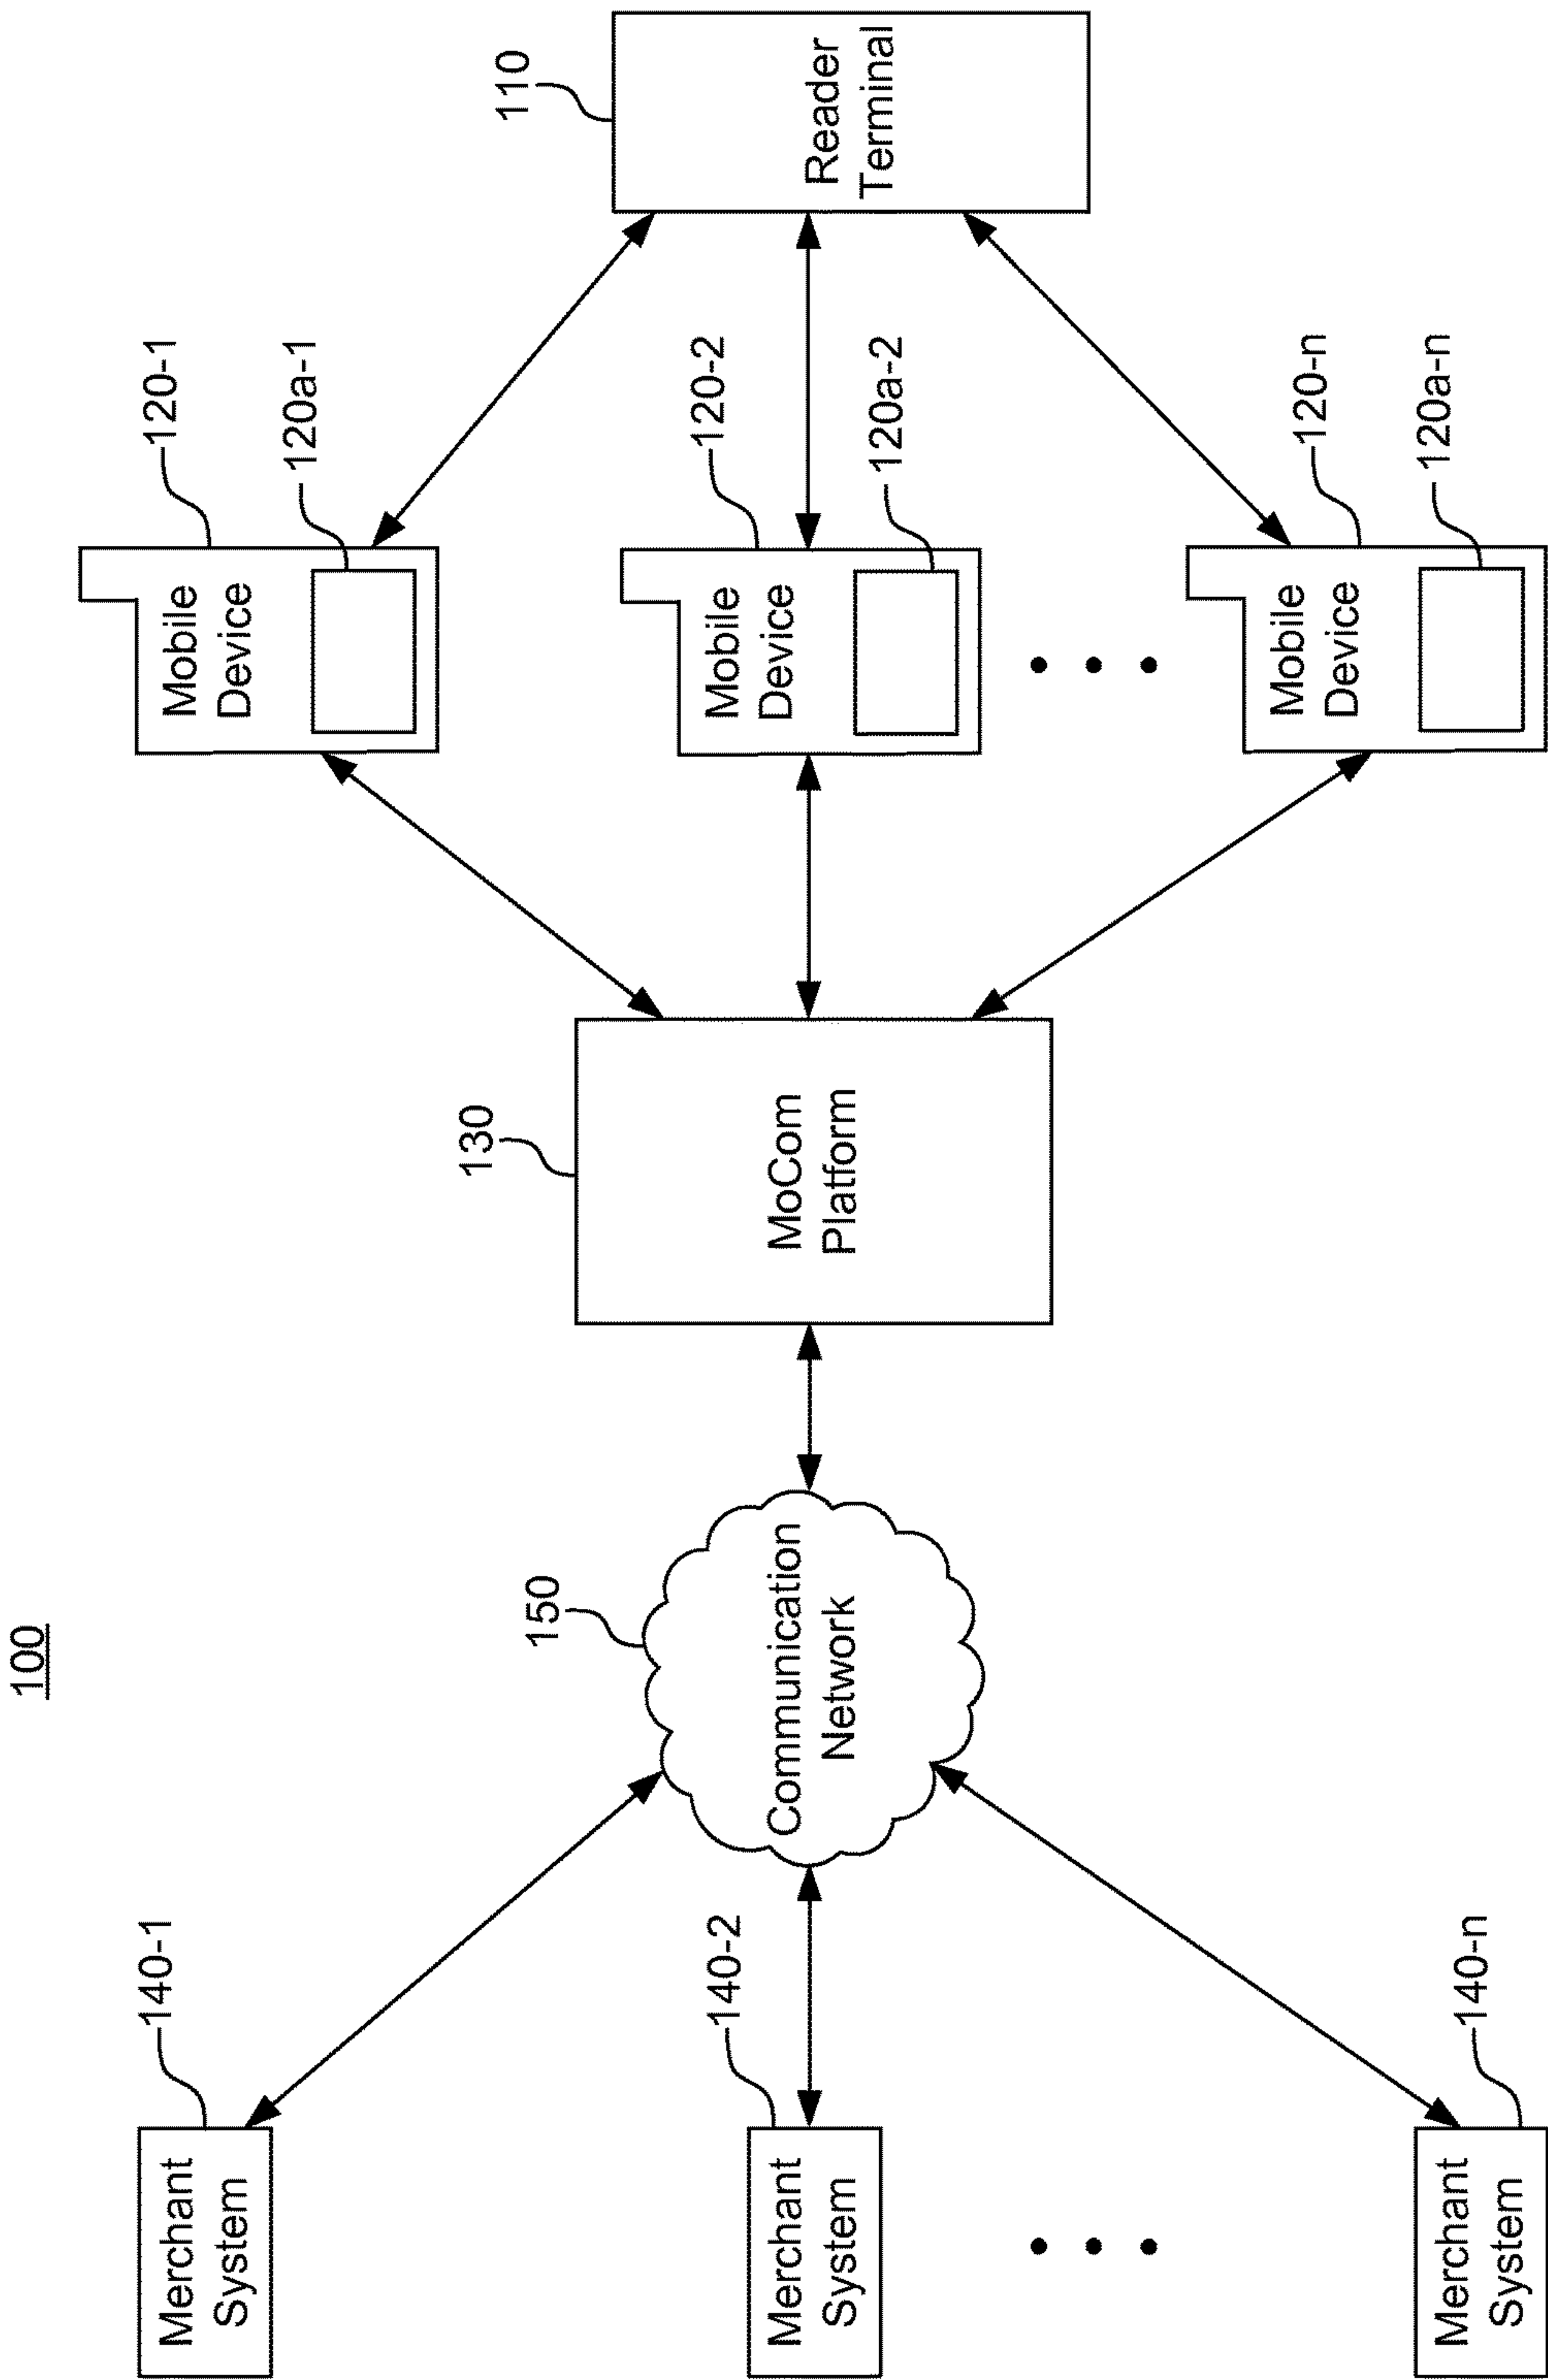 100
Merchant
System
140-1
Merchant
System
140-2
Merchant
System
140-n
Communication
Network
150
MoCom
Platform
130
Mobile
Device
120-1
120a-1
Mobile
Device
120-2
120a-2
Mobile
Device
120-n
120a-n
Reader
Terminal
110